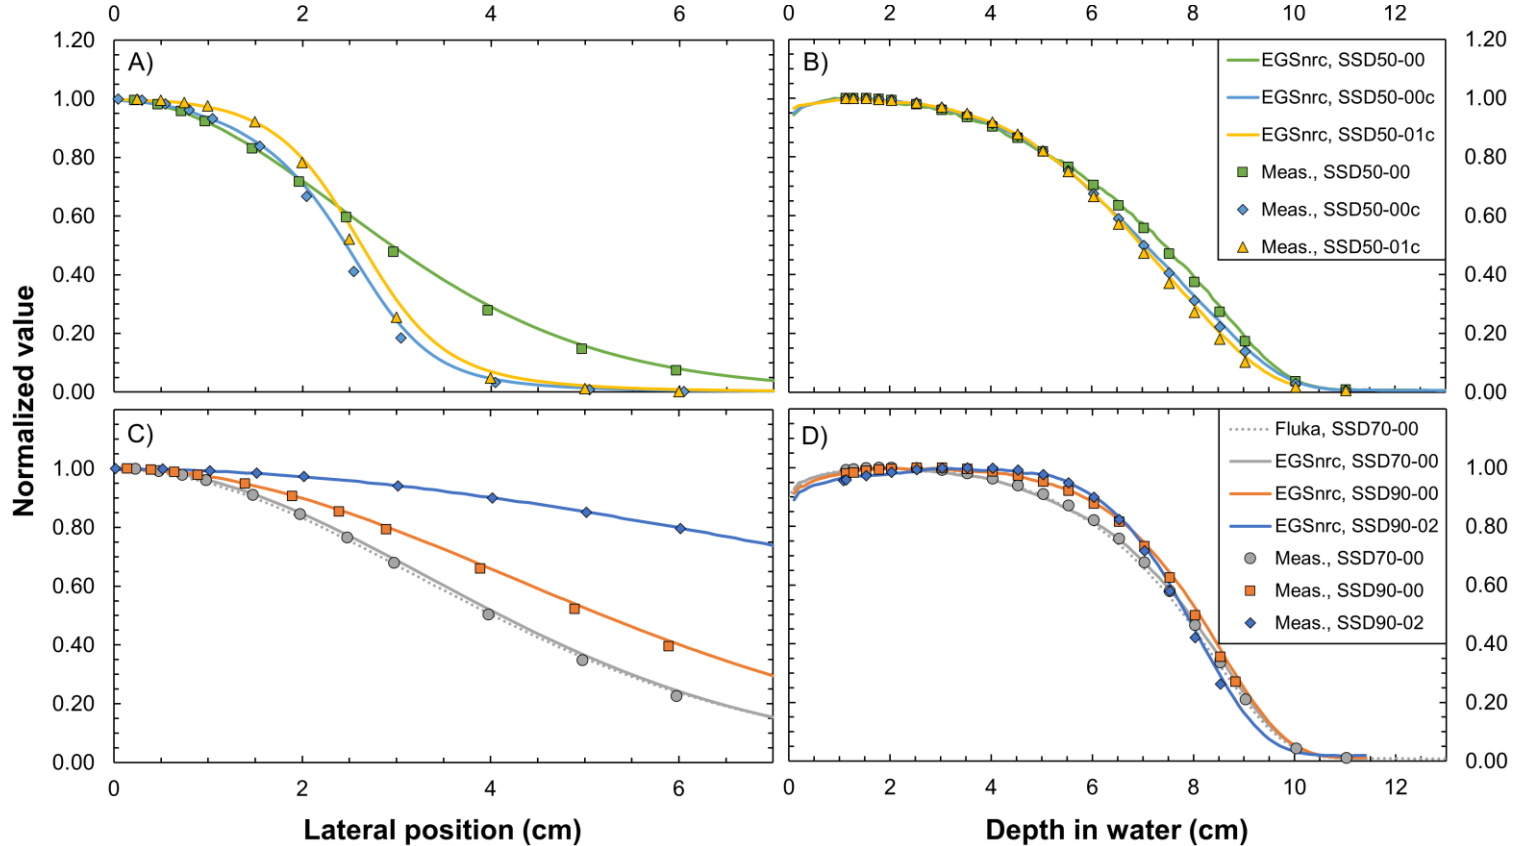 0 2 4 6
0 2 4 6 8 10 12
1.20
1.00
0.80
0.60
0.40
0.20
0.00
A)
B)
EGSnrc, SSD50-00
EGSnrc, SSD50-00c
EGSnrc, SSD50-01c
Meas., SSD50-00
Meas., SSD50-00c
Meas., SSD50-01c
1.20
1.00
0.80
0.60
0.40
0.20
0.00
Normalized value
1.00
0.80
0.60
0.40
0.20
0.00
C)
D)
Fluka, SSD70-00
EGSnrc, SSD70-00
EGSnrc, SSD90-00
EGSnrc, SSD90-02
Meas., SSD70-00
Meas., SSD90-00
Meas., SSD90-02
1.00
0.80
0.60
0.40
0.20
0.00
0 2 4 6
0 2 4 6 8 10 12
Lateral position (cm)
Depth in water (cm)